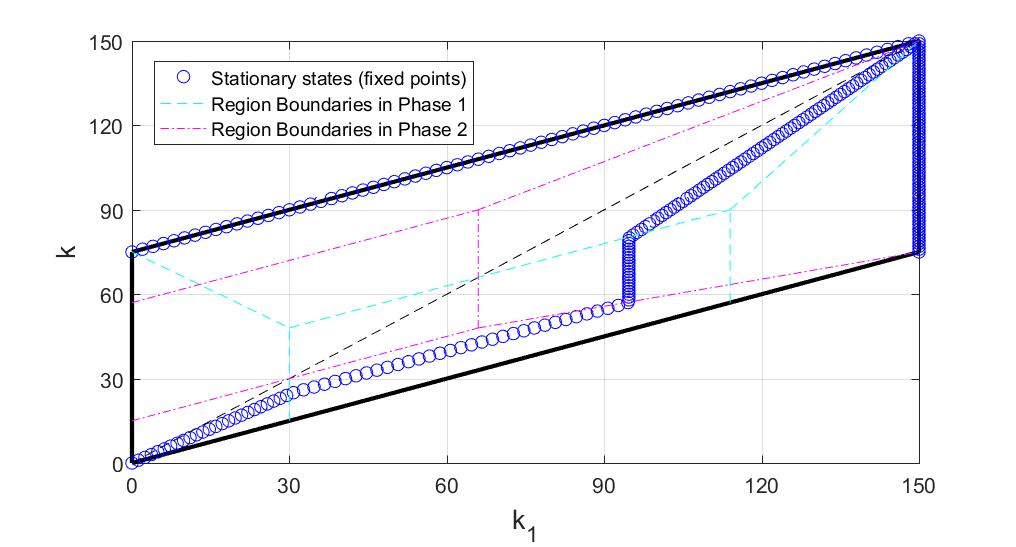 150
120
90
60
30
0
k
Stationary states (fixed points)
Region Boundaries in Phase 1
Region Boundaries in Phase 2
0 30 60 90 120 150
k1